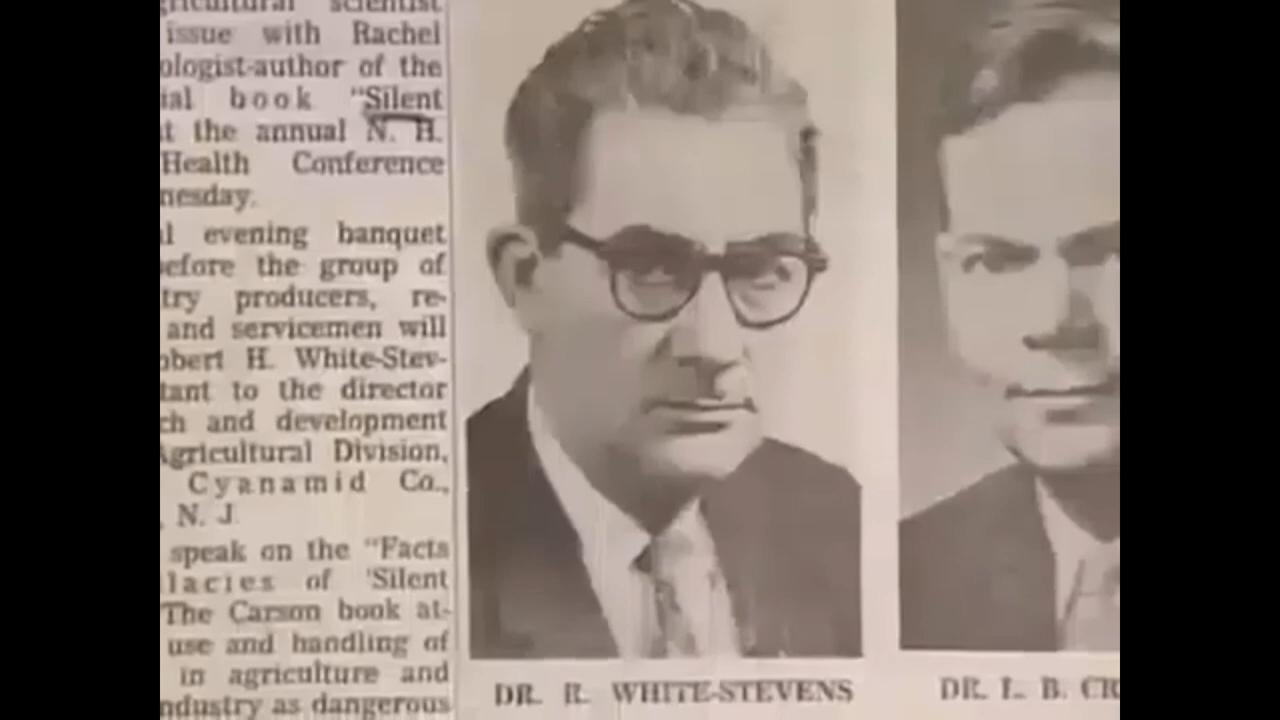 gricultural scientist
issue with Rachel
ologist-author of the
ial book "Silent
t the annual N. H.
Health Conference
nesday.
l evening banquet
efore the group of
try producers, re-
and servicemen will
obert H. White-Stev-
tant to the director
ch and development
Agricultural Division,
Cyanamid Co.,
, N. J.
speak on the "Facts
lacies of 'Silent
The Carson book at-
use and handling of
in agriculture and
ndustry as dangerous
DR. R. WHITE-STEVENS
DR. L. B. CR